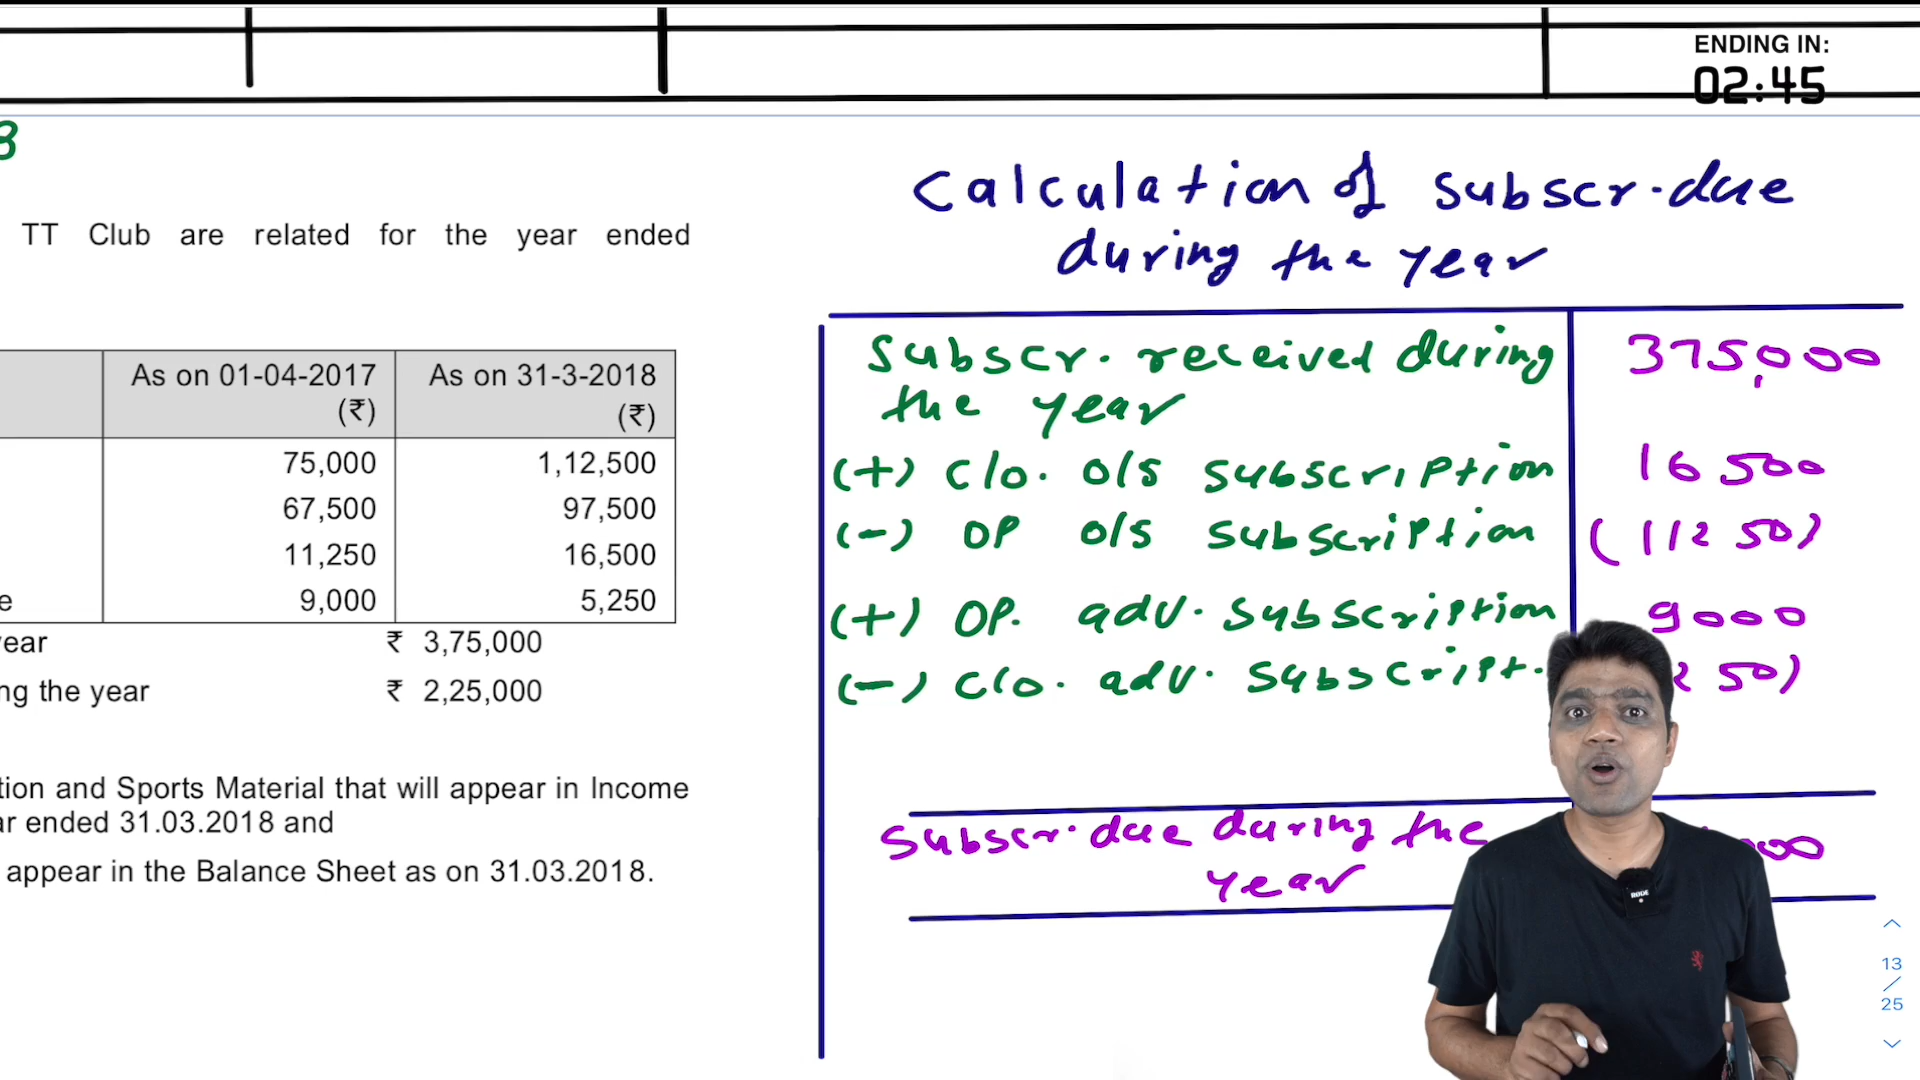 ENDING IN:
02:45
TT Club are related for the year ended
Calculation of subscr. due
during the year
As on 01-04-2017 (₹) As on 31-3-2018 (₹)
75,000 1,12,500
67,500 97,500
11,250 16,500
9,000 5,250
₹ 3,75,000
ng the year ₹ 2,25,000
tion and Sports Material that will appear in Income
ar ended 31.03.2018 and
appear in the Balance Sheet as on 31.03.2018.
Subscr. received during 375,000
the year
(+) Clo. o/s subscription 16500
(-) OP o/s subscription (11250)
(+) OP. adv. subscription 9000
(-) Clo. adv. subscript. 250)
Subscr. due during the 000
year
RODE
13
/
25